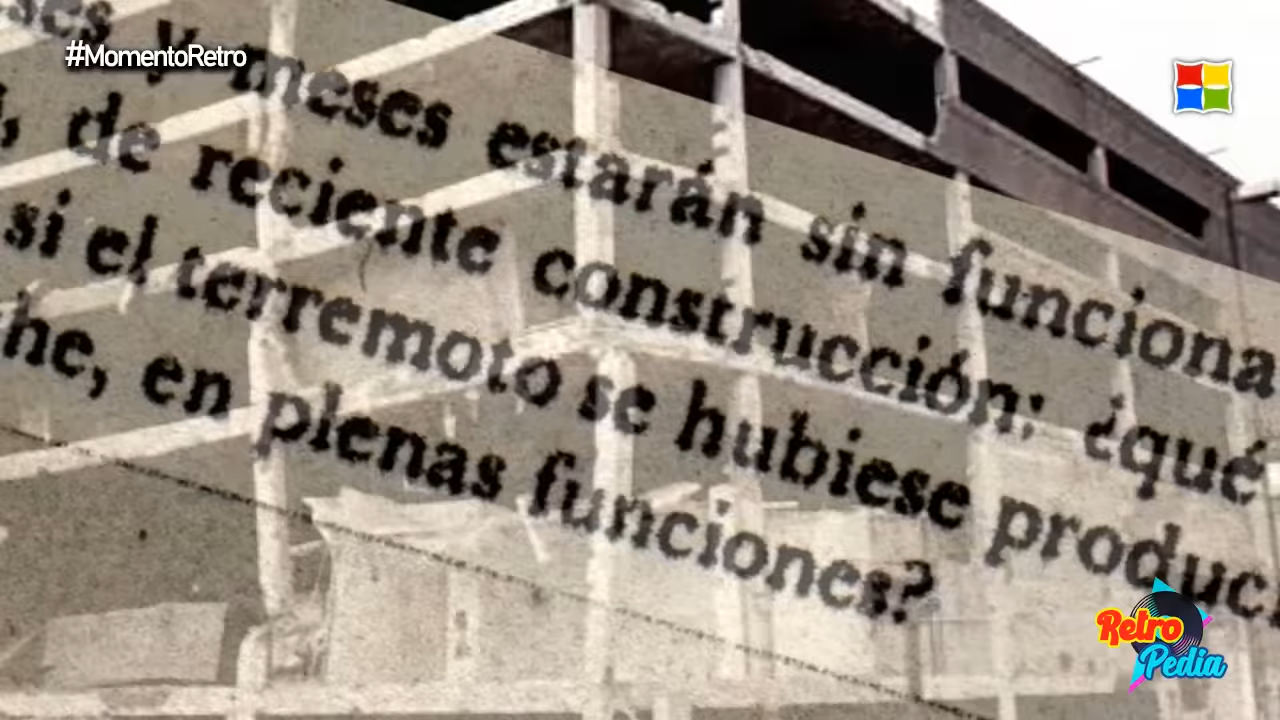 #MomentoRetro
y meses estarán sin funciona
de reciente construcción: ¿qué
si el terremoto se hubiese produc
en plenas funciones?
Retro
Pedia